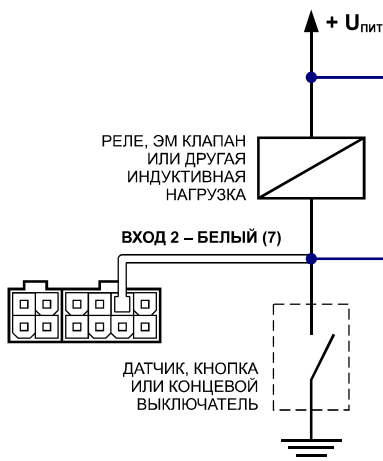 + Uпит
РЕЛЕ, ЭМ КЛАПАН
ИЛИ ДРУГАЯ
ИНДУКТИВНАЯ
НАГРУЗКА
ВХОД 2 – БЕЛЫЙ (7)
ДАТЧИК, КНОПКА
ИЛИ КОНЦЕВОЙ
ВЫКЛЮЧАТЕЛЬ